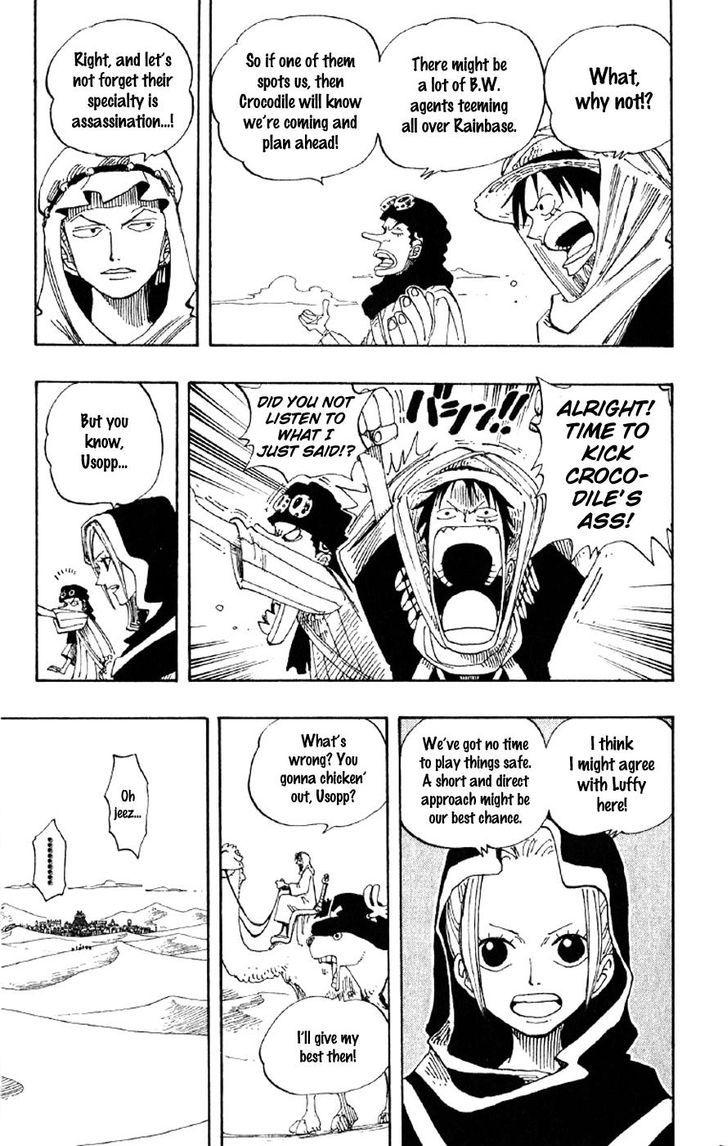 What,
why not!?
There might be
a lot of B.W.
agents teeming
all over Rainbase.
So if one of them
spots us, then
Crocodile will know
we're coming and
plan ahead!
Right, and let's
not forget their
specialty is
assassination...!
ALRIGHT!
TIME TO
KICK
CROCO-
DILE'S
ASS!
バシン!!
DID YOU NOT
LISTEN TO
WHAT I
JUST SAID!?
But you
know,
Usopp...
I think
I might agree
with Luffy
here!
We've got no time
to play things safe.
A short and direct
approach might be
our best chance.
What's
wrong? You
gonna chicken'
out, Usopp?
I'll give my
best then!
Oh
jeez...
.........